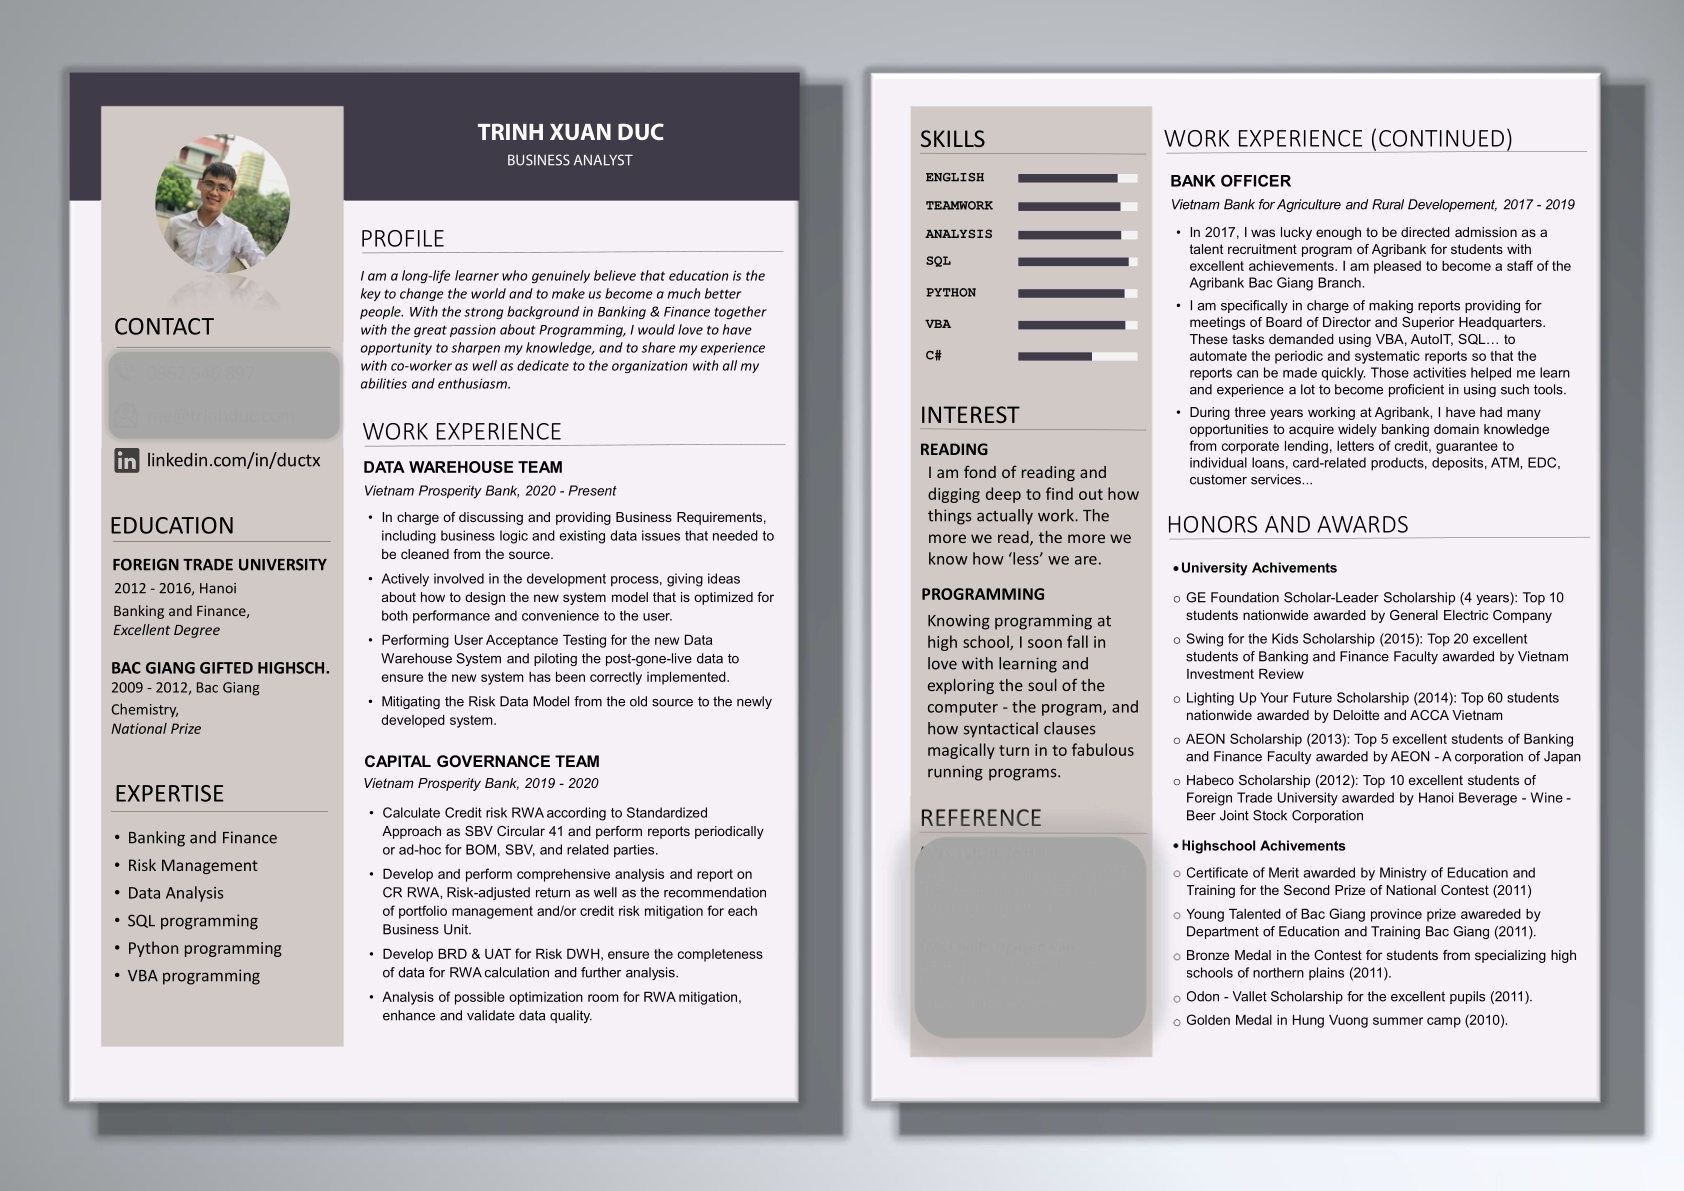 TRINH XUAN DUC
BUSINESS ANALYST
CONTACT
linkedin.com/in/ductx
EDUCATION
FOREIGN TRADE UNIVERSITY
2012 - 2016, Hanoi
Banking and Finance,
Excellent Degree
BAC GIANG GIFTED HIGHSCH.
2009 - 2012, Bac Giang
Chemistry,
National Prize
EXPERTISE
• Banking and Finance
• Risk Management
• Data Analysis
• SQL programming
• Python programming
• VBA programming
PROFILE
I am a long-life learner who genuinely believe that education is the
key to change the world and to make us become a much better
people. With the strong background in Banking & Finance together
with the great passion about Programming, I would love to have
opportunity to sharpen my knowledge, and to share my experience
with co-worker as well as dedicate to the organization with all my
abilities and enthusiasm.
WORK EXPERIENCE
DATA WAREHOUSE TEAM
Vietnam Prosperity Bank, 2020 - Present
• In charge of discussing and providing Business Requirements,
including business logic and existing data issues that needed to
be cleaned from the source.
• Actively involved in the development process, giving ideas
about how to design the new system model that is optimized for
both performance and convenience to the user.
• Performing User Acceptance Testing for the new Data
Warehouse System and piloting the post-gone-live data to
ensure the new system has been correctly implemented.
• Mitigating the Risk Data Model from the old source to the newly
developed system.
CAPITAL GOVERNANCE TEAM
Vietnam Prosperity Bank, 2019 - 2020
• Calculate Credit risk RWA according to Standardized
Approach as SBV Circular 41 and perform reports periodically
or ad-hoc for BOM, SBV, and related parties.
• Develop and perform comprehensive analysis and report on
CR RWA, Risk-adjusted return as well as the recommendation
of portfolio management and/or credit risk mitigation for each
Business Unit.
• Develop BRD & UAT for Risk DWH, ensure the completeness
of data for RWA calculation and further analysis.
• Analysis of possible optimization room for RWA mitigation,
enhance and validate data quality.
SKILLS
ENGLISH
TEAMWORK
ANALYSIS
SQL
PYTHON
VBA
C#
INTEREST
READING
I am fond of reading and
digging deep to find out how
things actually work. The
more we read, the more we
know how ‘less’ we are.
PROGRAMMING
Knowing programming at
high school, I soon fall in
love with learning and
exploring the soul of the
computer - the program, and
how syntactical clauses
magically turn in to fabulous
running programs.
REFERENCE
WORK EXPERIENCE (CONTINUED)
BANK OFFICER
Vietnam Bank for Agriculture and Rural Developement, 2017 - 2019
• In 2017, I was lucky enough to be directed admission as a
talent recruitment program of Agribank for students with
excellent achievements. I am pleased to become a staff of the
Agribank Bac Giang Branch.
• I am specifically in charge of making reports providing for
meetings of Board of Director and Superior Headquarters.
These tasks demanded using VBA, AutoIT, SQL… to
automate the periodic and systematic reports so that the
reports can be made quickly. Those activities helped me learn
and experience a lot to become proficient in using such tools.
• During three years working at Agribank, I have had many
opportunities to acquire widely banking domain knowledge
from corporate lending, letters of credit, guarantee to
individual loans, card-related products, deposits, ATM, EDC,
customer services...
HONORS AND AWARDS
• University Achivements
o GE Foundation Scholar-Leader Scholarship (4 years): Top 10
students nationwide awarded by General Electric Company
o Swing for the Kids Scholarship (2015): Top 20 excellent
students of Banking and Finance Faculty awarded by Vietnam
Investment Review
o Lighting Up Your Future Scholarship (2014): Top 60 students
nationwide awarded by Deloitte and ACCA Vietnam
o AEON Scholarship (2013): Top 5 excellent students of Banking
and Finance Faculty awarded by AEON - A corporation of Japan
o Habeco Scholarship (2012): Top 10 excellent students of
Foreign Trade University awarded by Hanoi Beverage - Wine -
Beer Joint Stock Corporation
• Highschool Achievements
o Certificate of Merit awarded by Ministry of Education and
Training for the Second Prize of National Contest (2011)
o Young Talented of Bac Giang province prize awareded by
Department of Education and Training Bac Giang (2011).
o Bronze Medal in the Contest for students from specializing high
schools of northern plains (2011).
o Odon - Vallet Scholarship for the excellent pupils (2011).
o Golden Medal in Hung Vuong summer camp (2010).